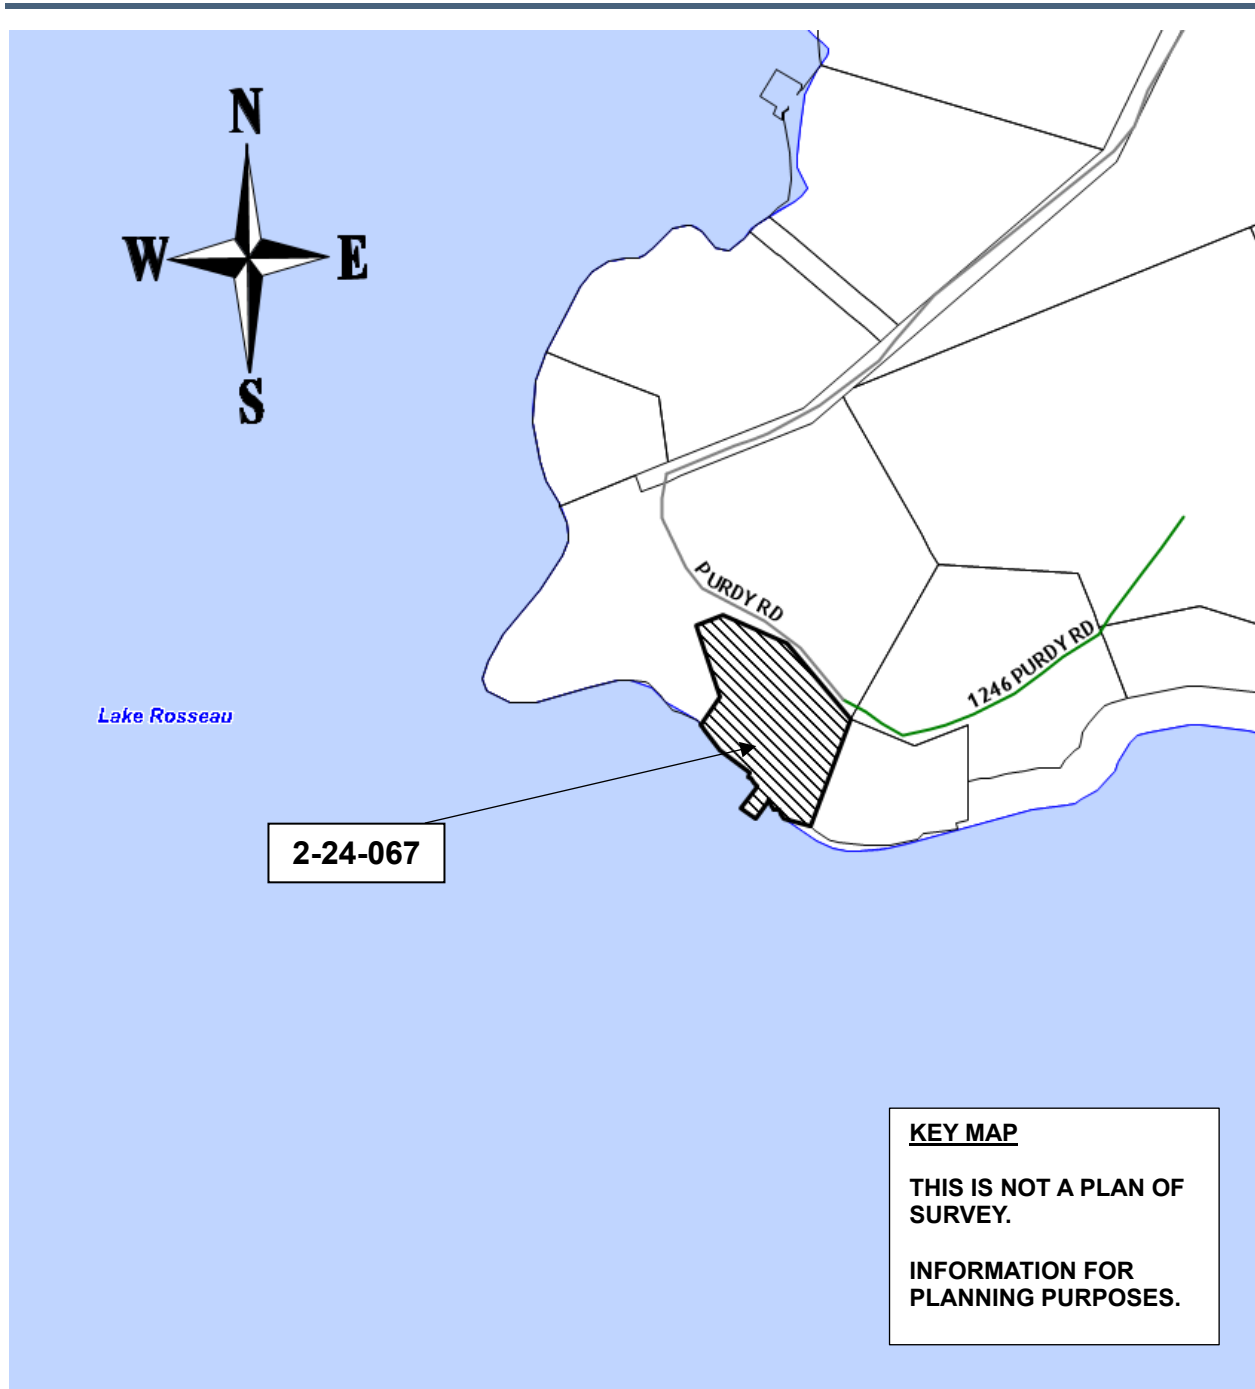 N
W
E
S
PURDY RD
1246 PURDY RD
Lake Rosseau
2-24-067
KEY MAP
THIS IS NOT A PLAN OF
SURVEY.
INFORMATION FOR
PLANNING PURPOSES.